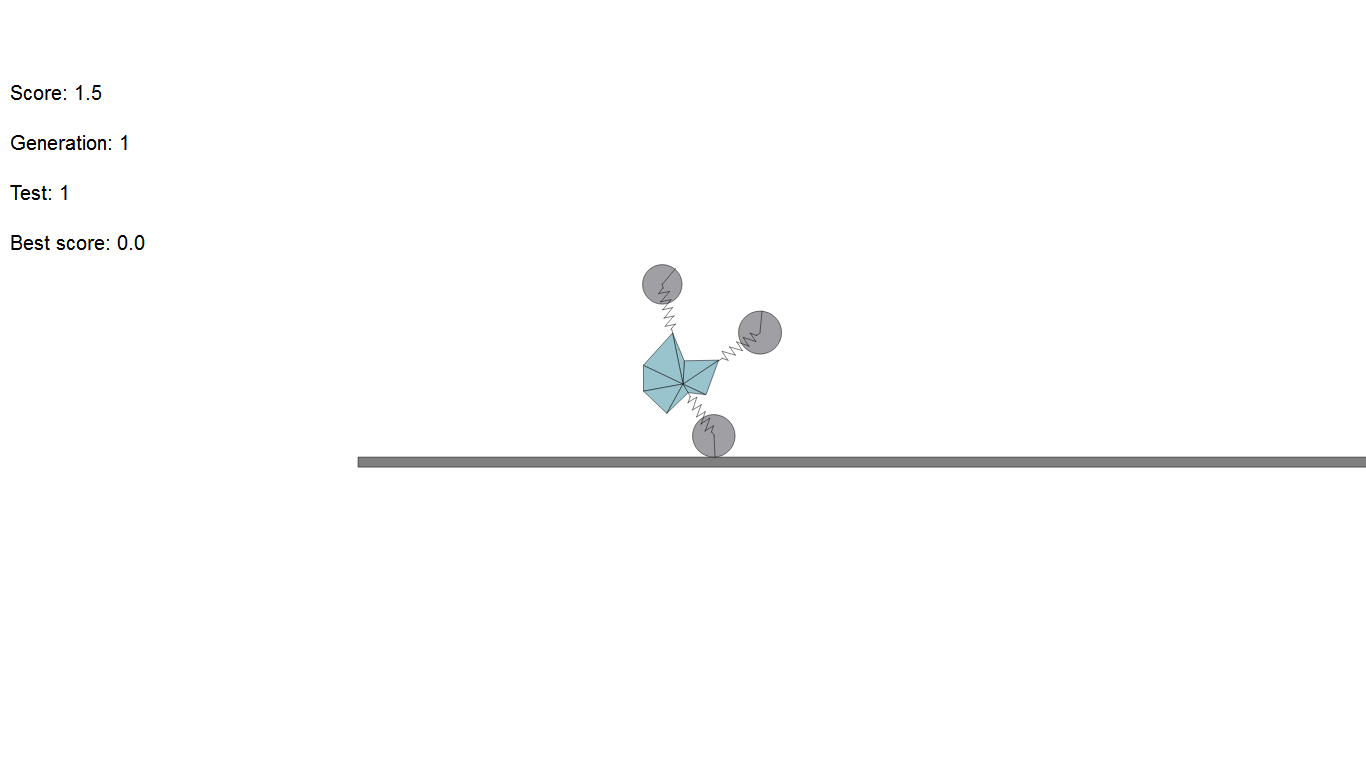 Score: 1.5
Generation: 1
Test: 1
Best score: 0.0